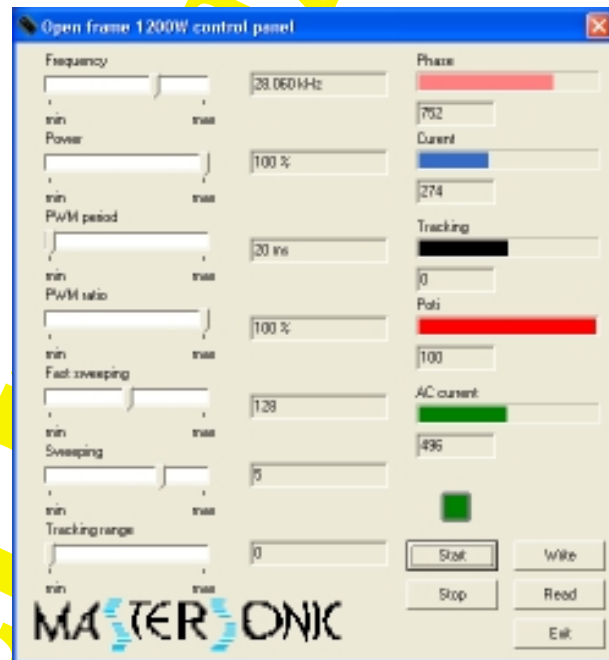 Open frame 1200W control panel
Frequency
28.060 kHz
min max
Power
100 %
min max
PWM period
20 ms
min max
PWM ratio
100 %
min max
Fast sweeping
128
min max
Sweeping
5
min max
Tracking range
0
min max
MASTERSONIC
Phase
752
Current
274
Tracking
0
Poti
100
AC current
496
Start Write
Stop Read
Exit